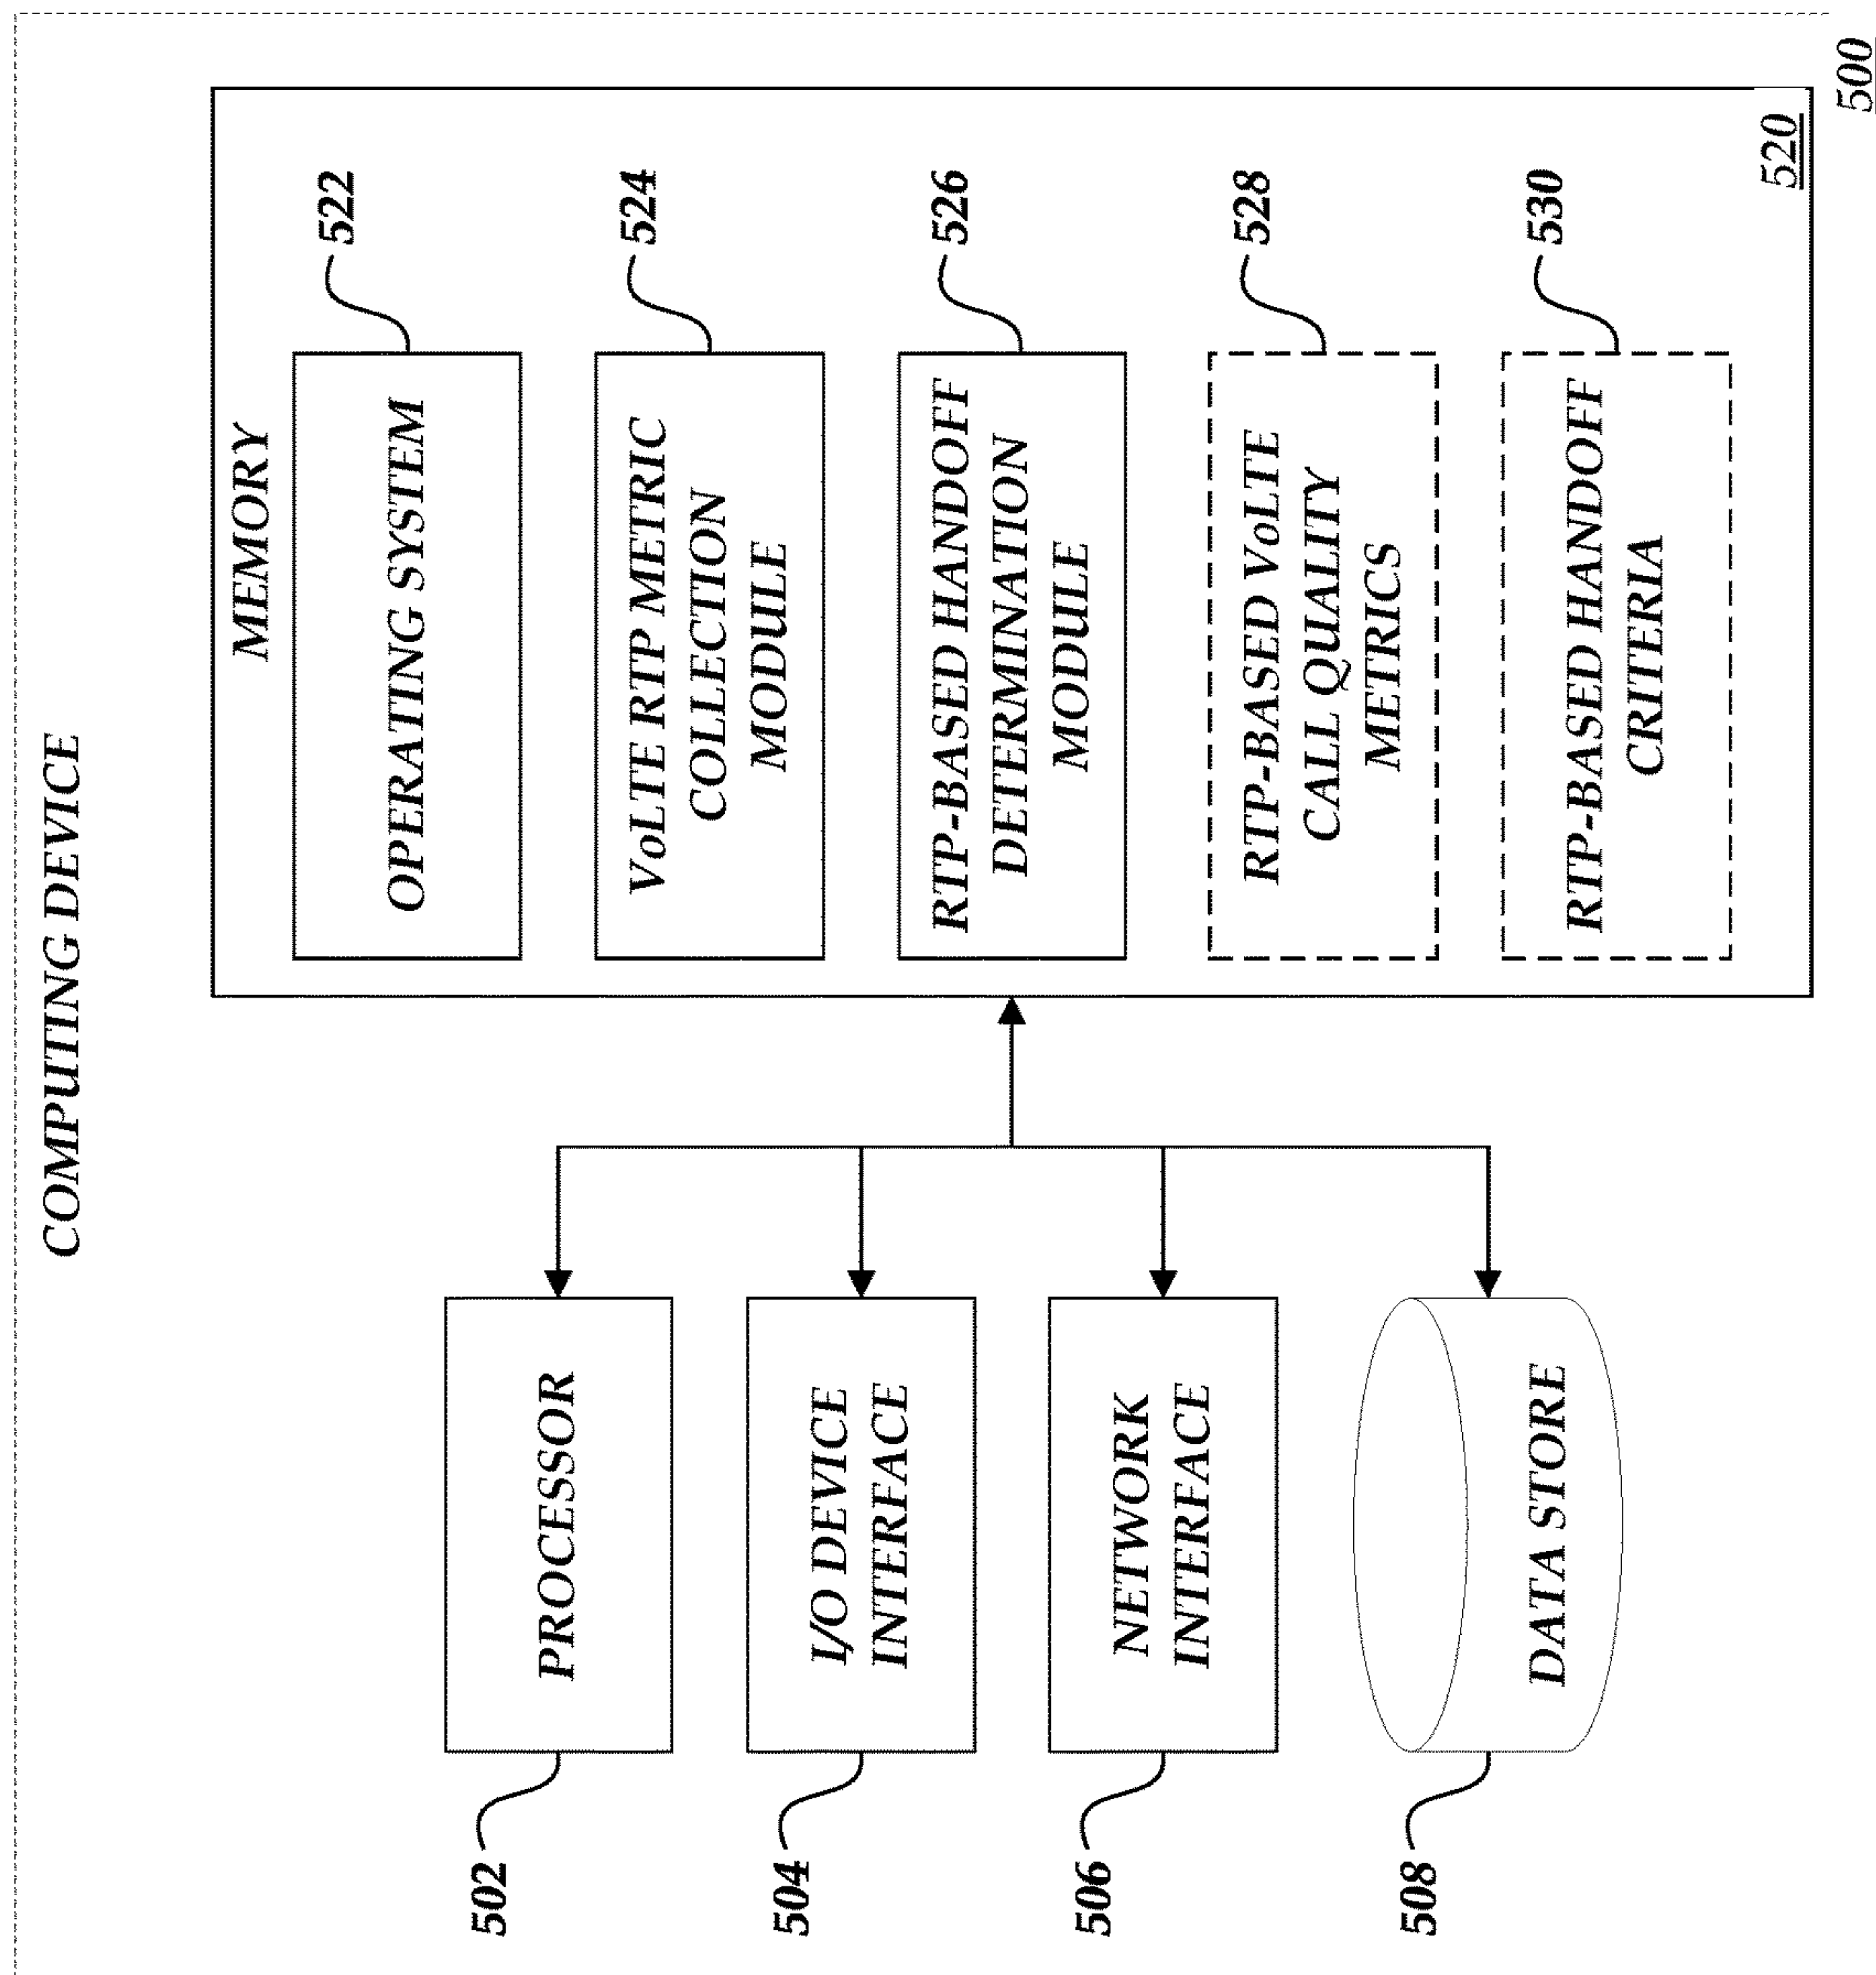 COMPUTING DEVICE
502
PROCESSOR
504
I/O DEVICE
INTERFACE
506
NETWORK
INTERFACE
508
DATA STORE
MEMORY
OPERATING SYSTEM
522
VoLTE RTP METRIC
COLLECTION
MODULE
524
RTP-BASED HANDOFF
DETERMINATION
MODULE
526
RTP-BASED VoLTE
CALL QUALITY
METRICS
528
RTP-BASED HANDOFF
CRITERIA
530
520
500